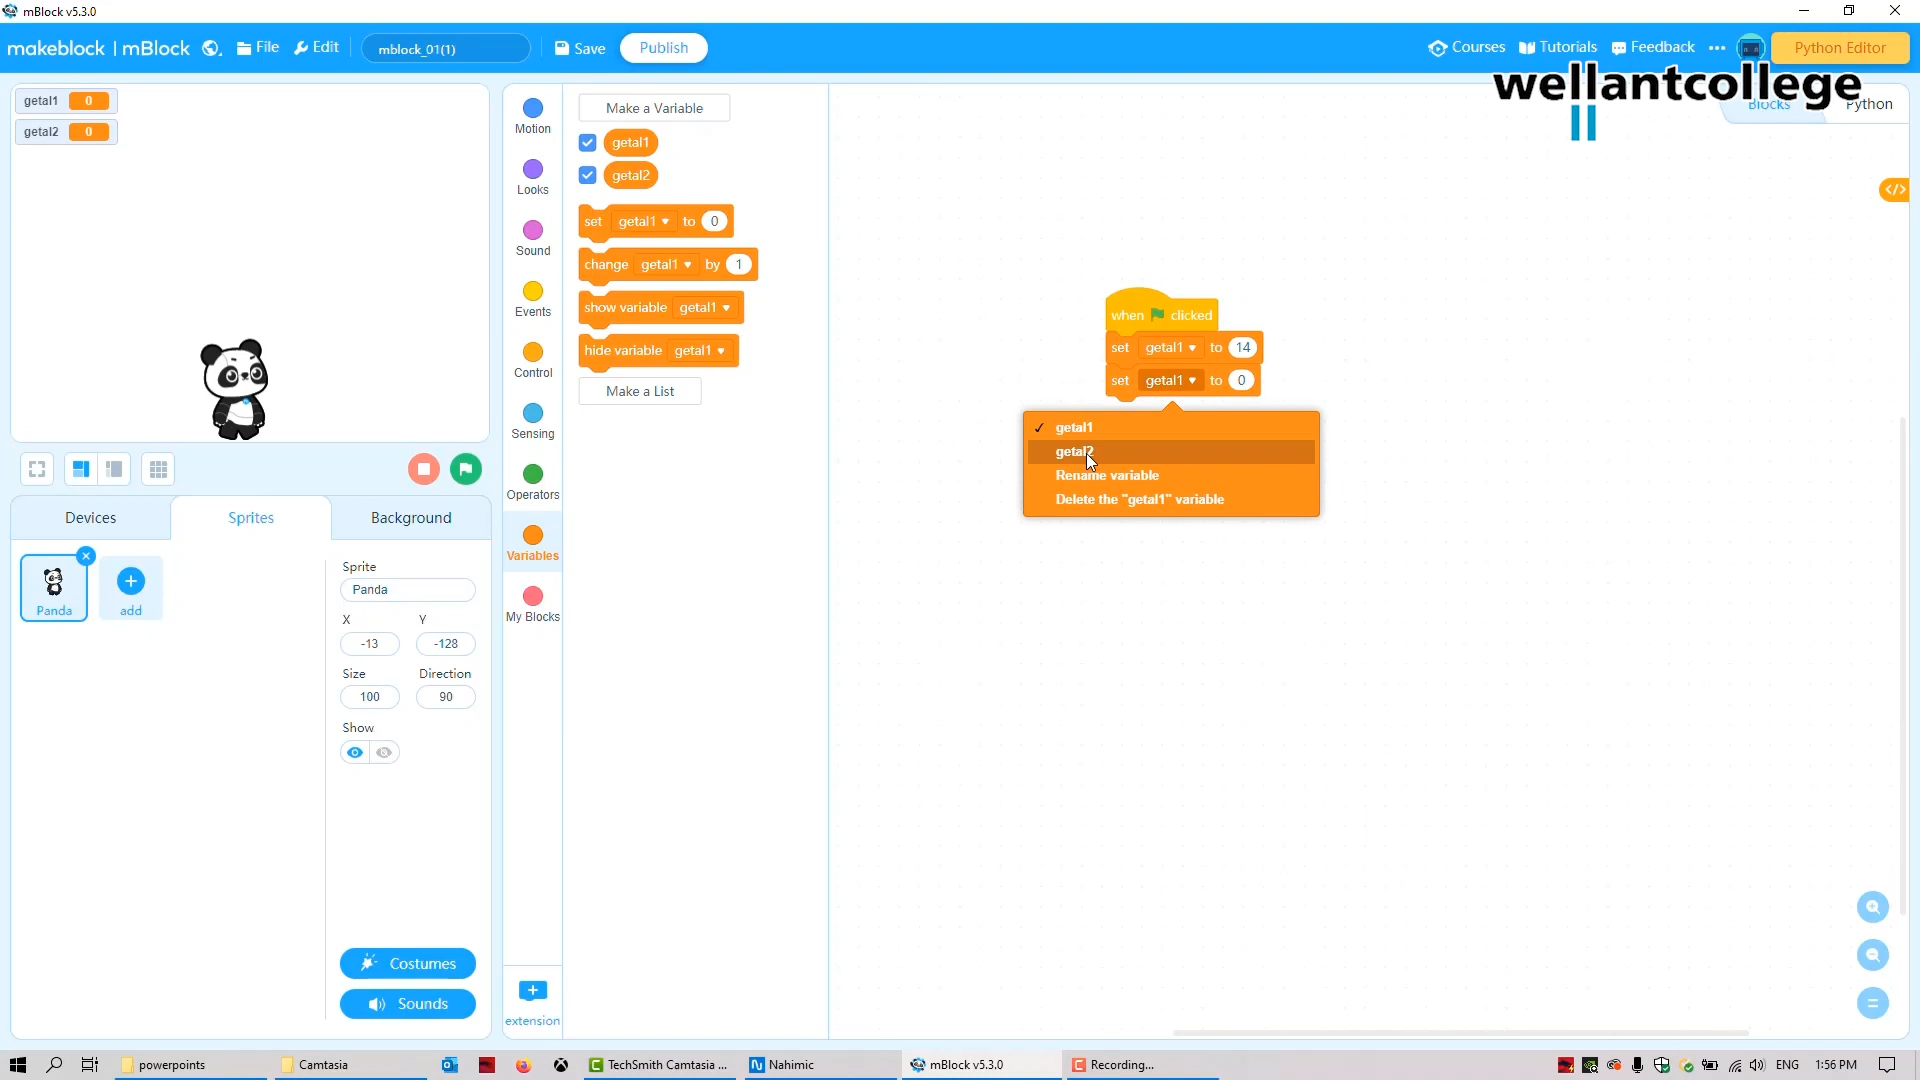 mBlock v5.3.0
makeblock | mBlock
File
Edit
mblock_01(1)
Save
Publish
Courses
Tutorials
Feedback
Python Editor
wellantcollege
Blocks
Python
getal1 0
getal2 0
Motion
Looks
Sound
Events
Control
Sensing
Operators
Variables
My Blocks
extension
Make a Variable
getal1
getal2
set getal1 to 0
change getal1 by 1
show variable getal1
hide variable getal1
Make a List
when clicked
set getal1 to 14
set getal1 to 0
getal1
getal2
Rename variable
Delete the "getal1" variable
Devices
Sprites
Background
Panda
add
Sprite
Panda
X
Y
-13
-128
Size
Direction
100
90
Show
Costumes
Sounds
powerpoints
Camtasia
TechSmith Camtasia ...
Nahimic
mBlock v5.3.0
Recording...
ENG
1:56 PM